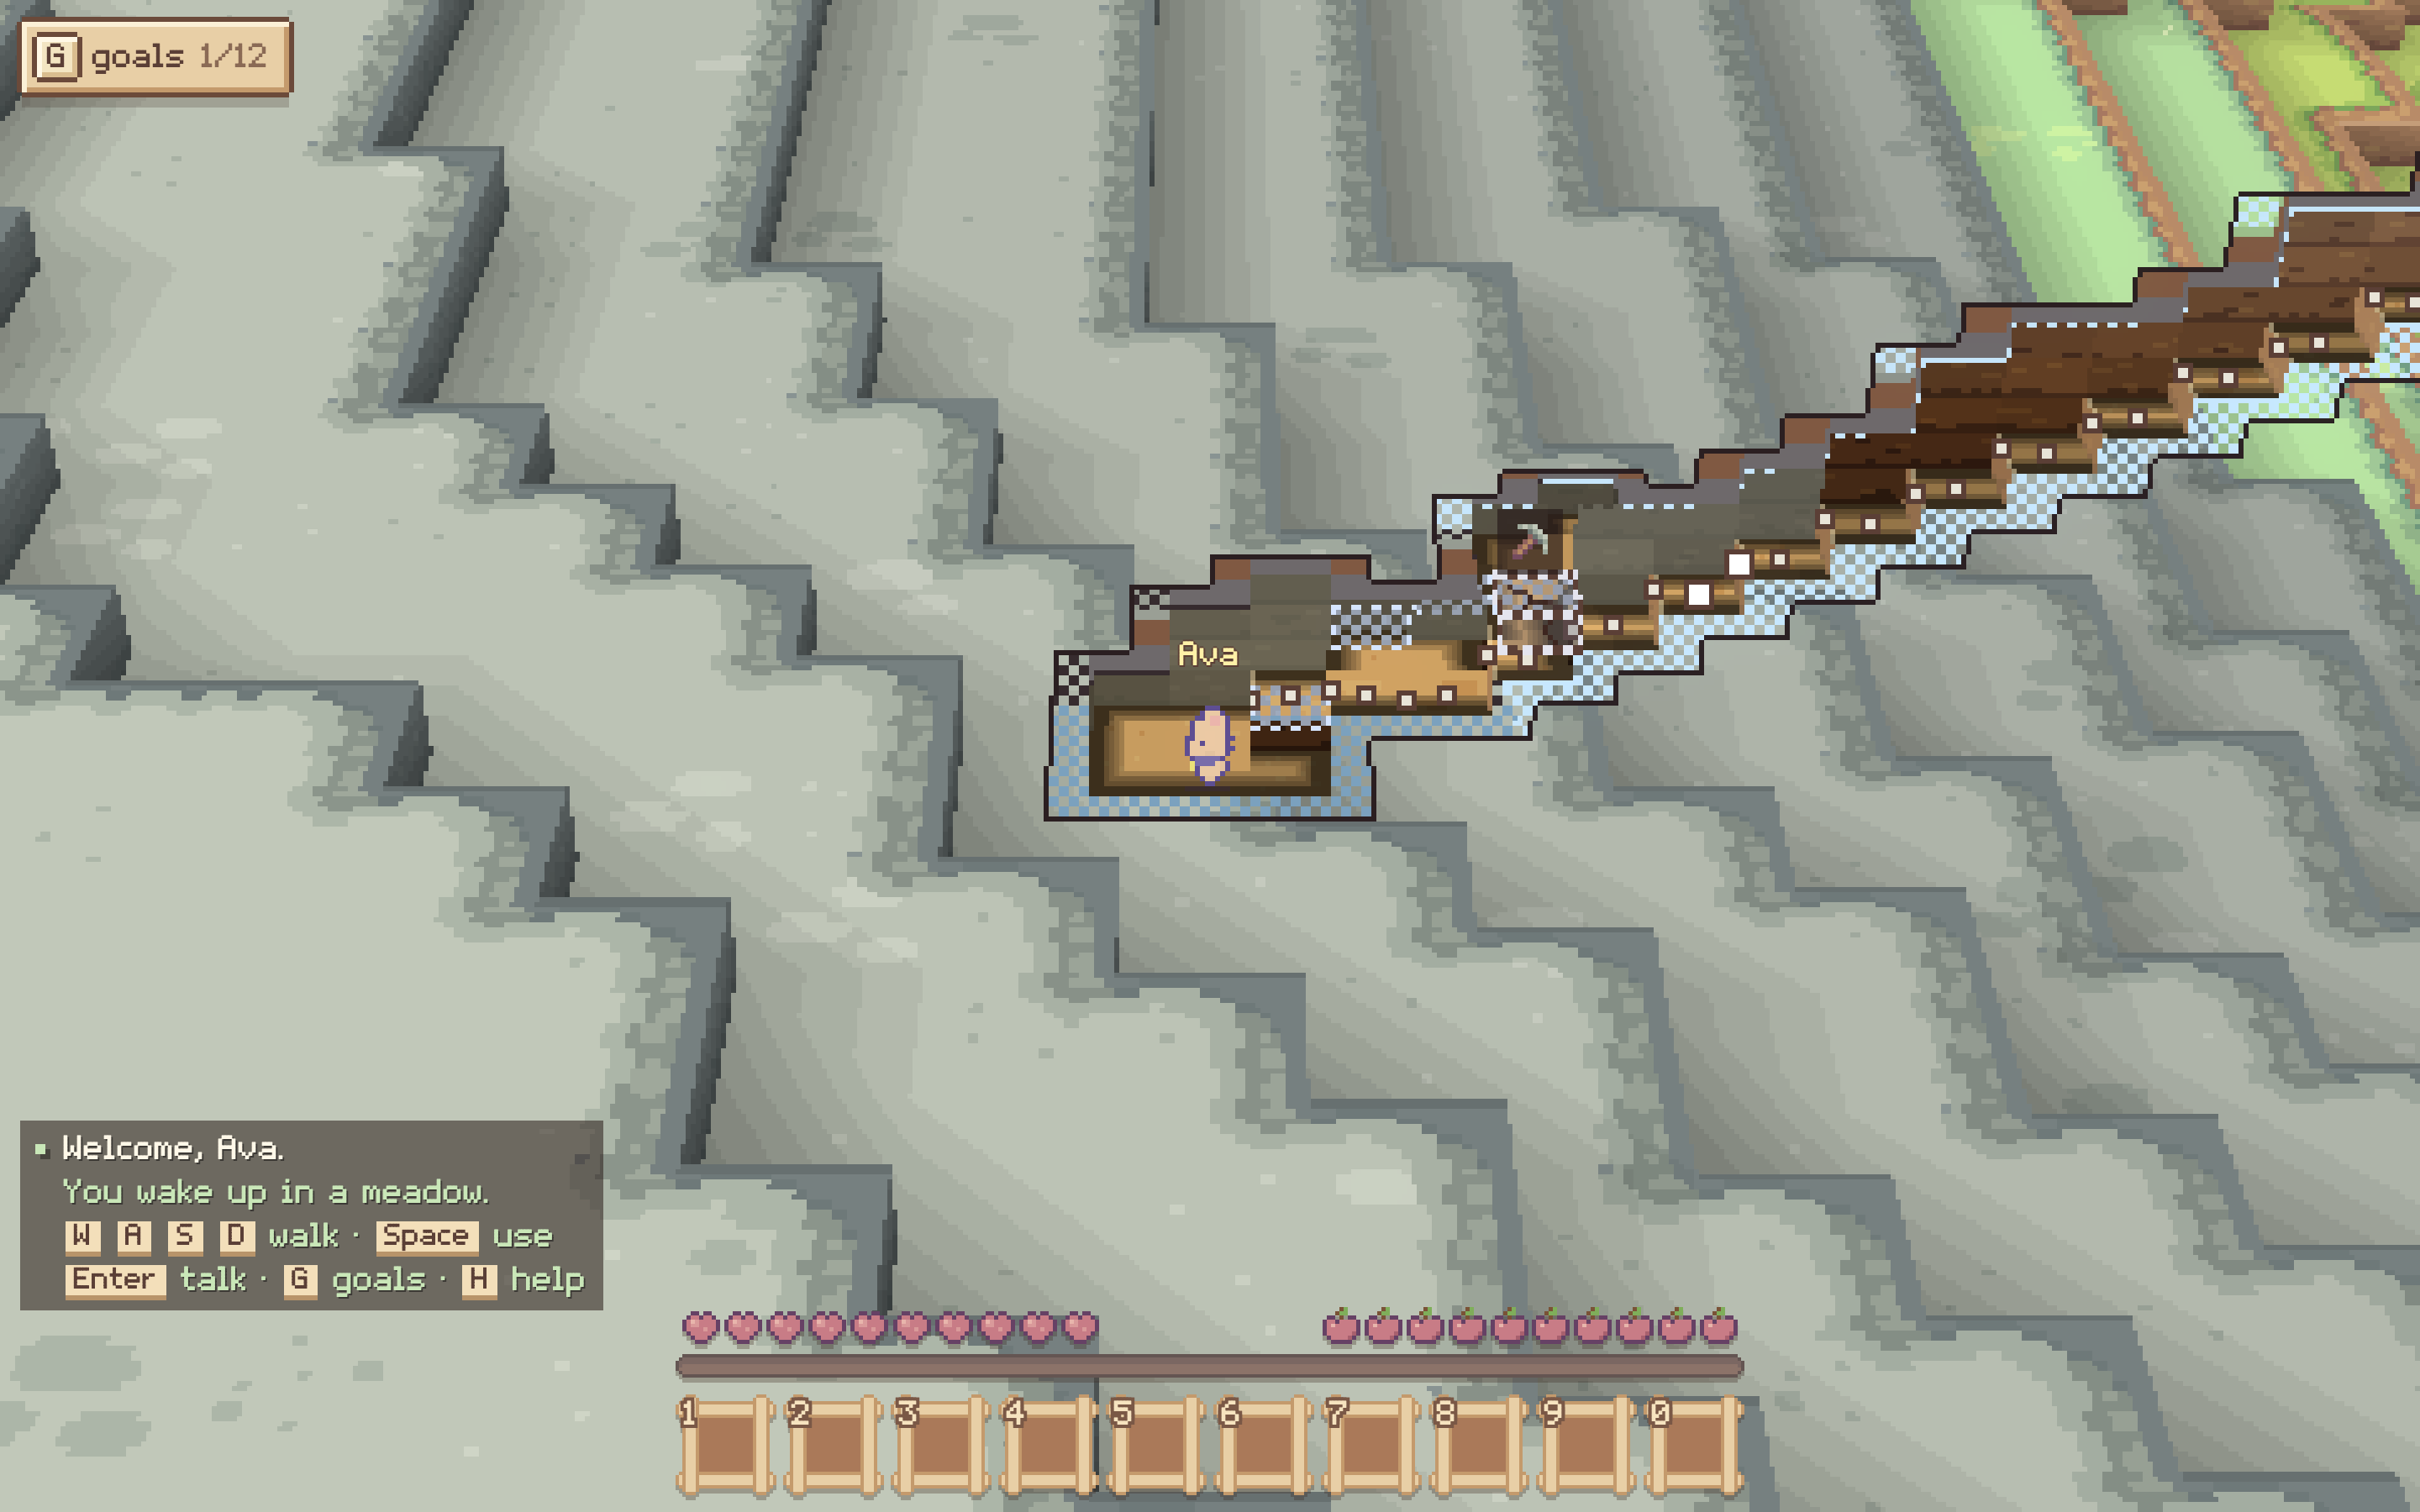 G goals 1/12
Ava
Welcome, Ava.
You wake up in a meadow.
W A S D walk · Space use
Enter talk · G goals · H help
1 2 3 4 5 6 7 8 9 0